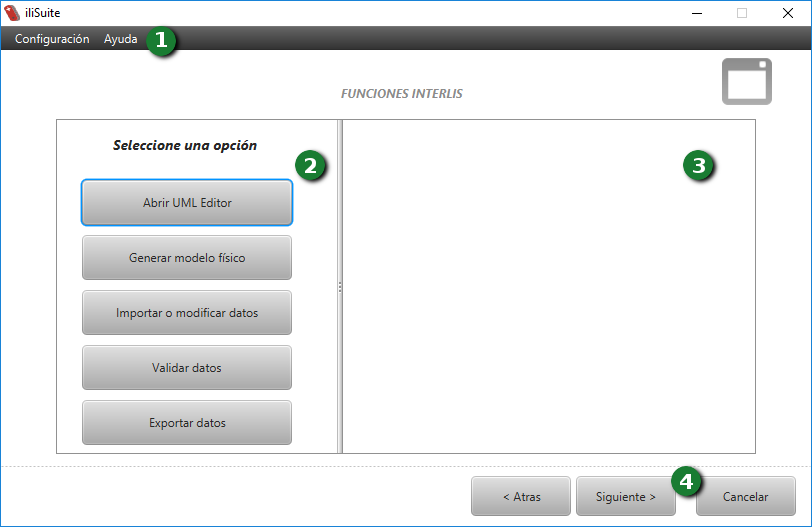 iliSuite
Configuración Ayuda 1
FUNCIONES INTERLIS
Seleccione una opción
2
3
Abrir UML Editor
Generar modelo físico
Importar o modificar datos
Validar datos
Exportar datos
4
< Atras Siguiente > Cancelar